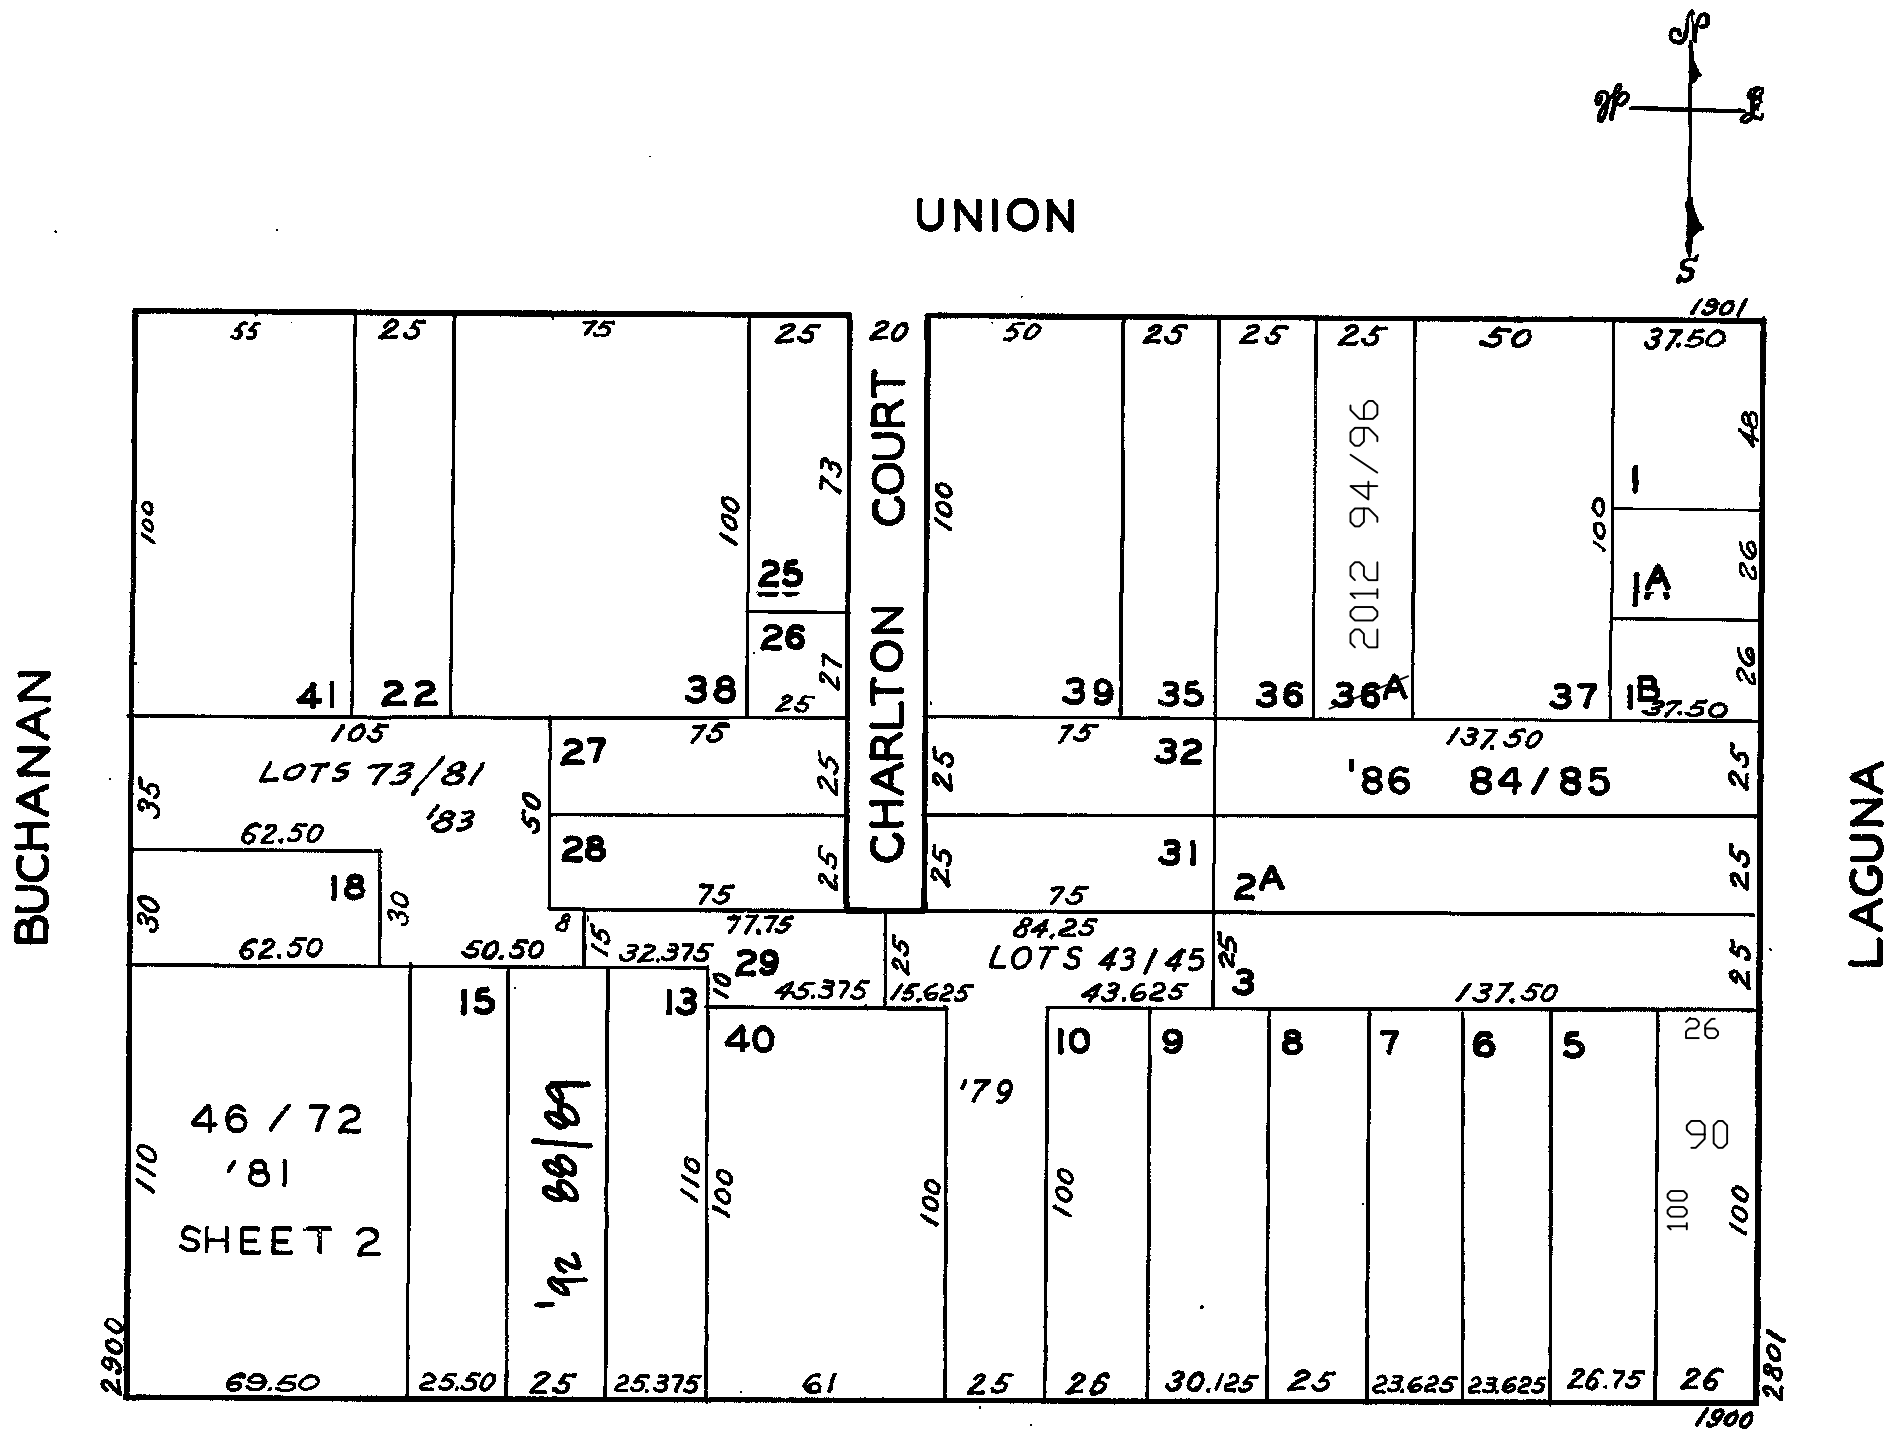 N
W E
S
UNION
1901
55 25 75 25 20 50 25 25 25 50 37.50
100 100 73 100 100 48
CHARLTON COURT
2012 94/96
1
25
1A 26
26 27
41 22 38 25 39 35 36 36A 37 1B 26
37.50
BUCHANAN
LAGUNA
105 75 75 137.50
27 25 25 32 '86 84/85 25
LOTS 73/81
35 '83 50
62.50
28 25 25 31 25
18 2A
30 30 75 75
8 77.75 84.25
62.50 50.50 15 32.375 29 25 LOTS 43/45 25 25
10 45.375 15.625 43.625 3 137.50
15 13 40 10 9 8 7 6 5 26
'79
46/72
'81
SHEET 2
110 '92 88/89 110 100 100 100 90
100 100
2900 2801
69.50 25.50 25 25.375 61 25 26 30.125 25 23.625 23.625 26.75 26
1900